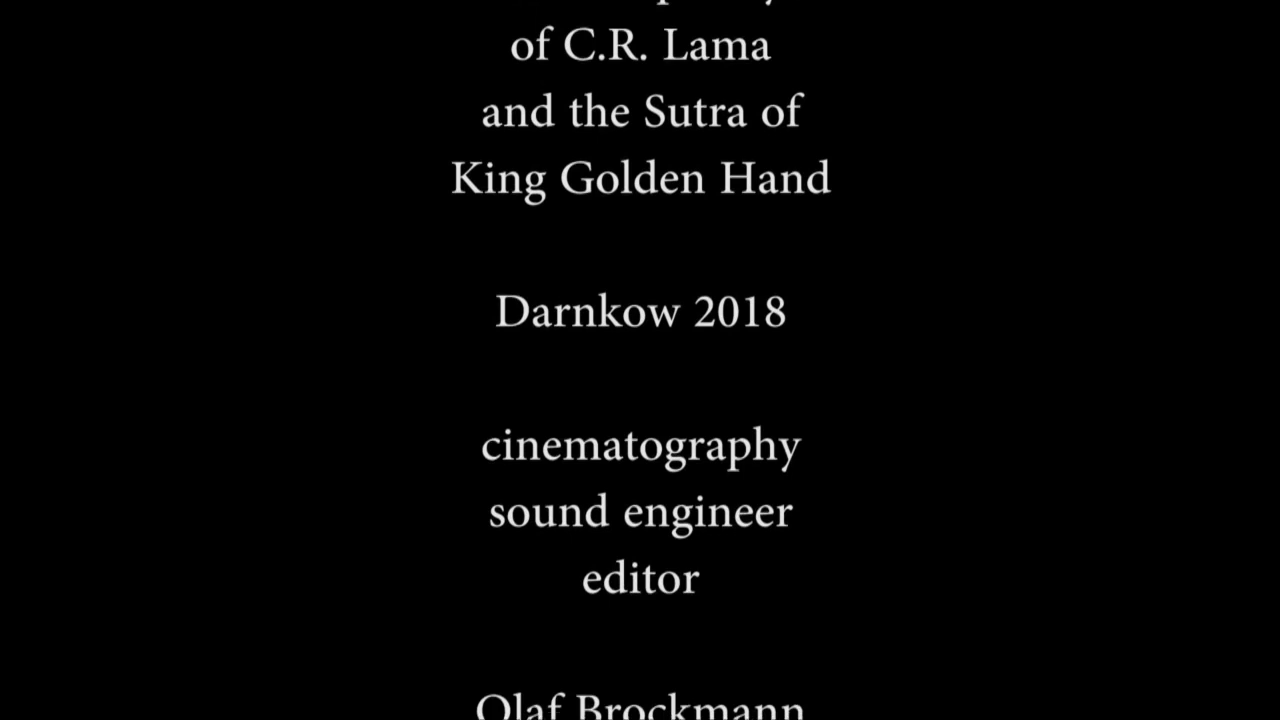 of C.R. Lama
and the Sutra of
King Golden Hand
Darnkow 2018
cinematography
sound engineer
editor
Olaf Brockmann